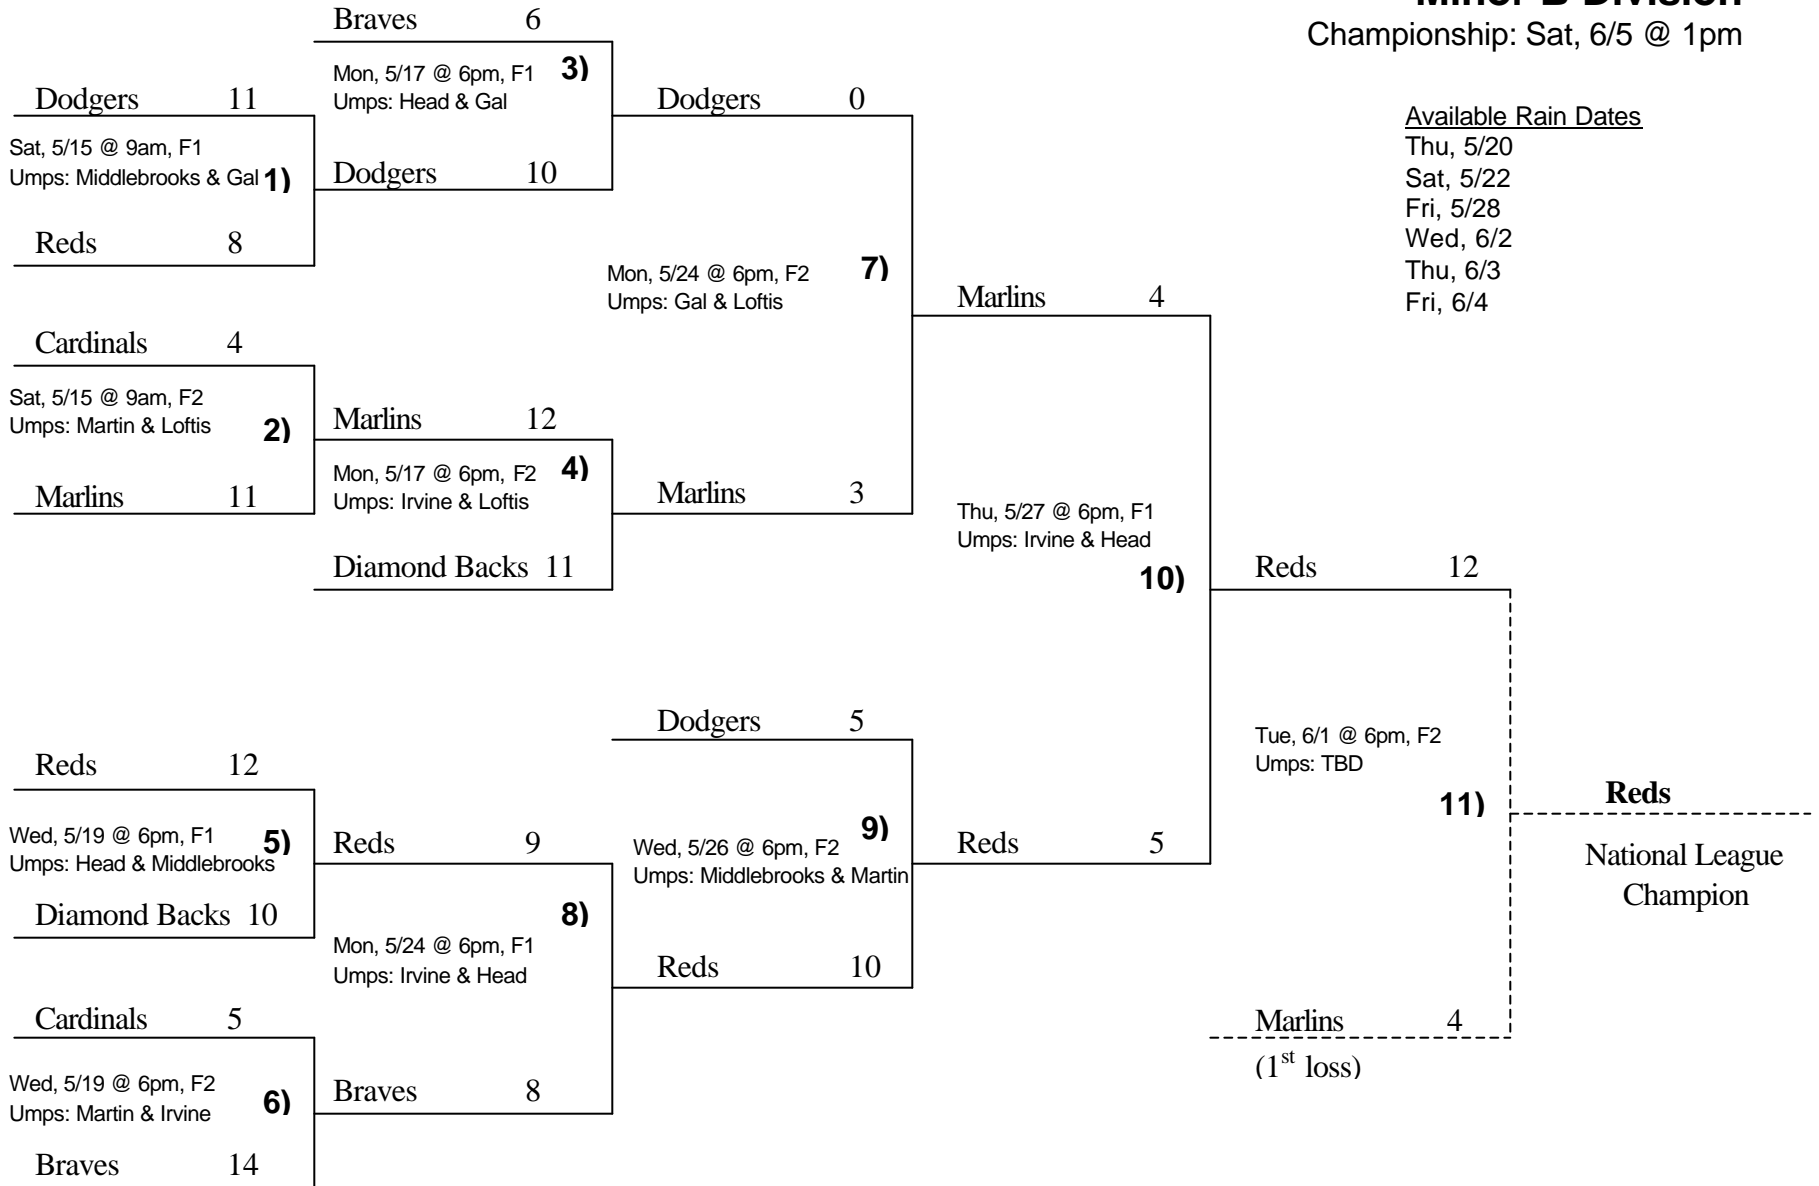 Minor B Division
Championship: Sat, 6/5 @ 1pm
Available Rain Dates
Thu, 5/20
Sat, 5/22
Fri, 5/28
Wed, 6/2
Thu, 6/3
Fri, 6/4
Dodgers 11
Sat, 5/15 @ 9am, F1
Umps: Middlebrooks & Gal 1)
Reds 8
Cardinals 4
Sat, 5/15 @ 9am, F2
Umps: Martin & Loftis 2)
Marlins 11
Braves 6
Mon, 5/17 @ 6pm, F1 3)
Umps: Head & Gal
Dodgers 10
Marlins 12
Mon, 5/17 @ 6pm, F2 4)
Umps: Irvine & Loftis
Diamond Backs 11
Dodgers 0
Mon, 5/24 @ 6pm, F2 7)
Umps: Gal & Loftis
Marlins 3
Marlins 4
Thu, 5/27 @ 6pm, F1
Umps: Irvine & Head
10)
Reds 5
Reds 12
Wed, 5/19 @ 6pm, F1 5)
Umps: Head & Middlebrooks
Diamond Backs 10
Cardinals 5
Wed, 5/19 @ 6pm, F2
Umps: Martin & Irvine 6)
Braves 14
Reds 9
8)
Mon, 5/24 @ 6pm, F1
Umps: Irvine & Head
Braves 8
Dodgers 5
9)
Wed, 5/26 @ 6pm, F2
Umps: Middlebrooks & Martin
Reds 10
Reds 12
Tue, 6/1 @ 6pm, F2
Umps: TBD
11)
Marlins 4
(1st loss)
Reds
National League
Champion